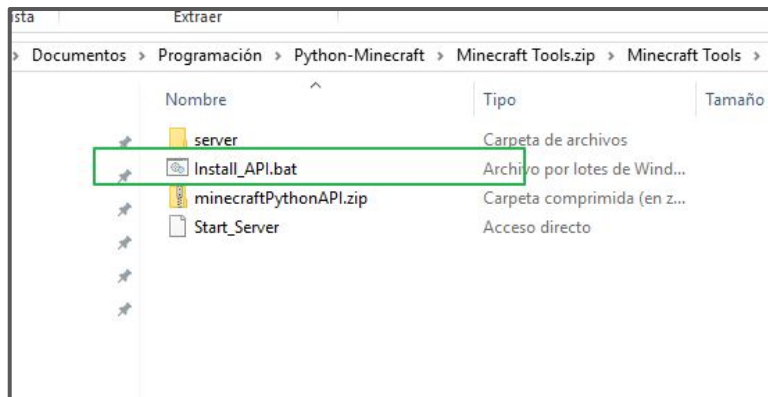 Extraer
Documentos > Programación > Python-Minecraft > Minecraft Tools.zip > Minecraft Tools >
Nombre Tipo Tamaño
server Carpeta de archivos
Install_API.bat Archivo por lotes de Wind...
minecraftPythonAPI.zip Carpeta comprimida (en z...
Start_Server Acceso directo